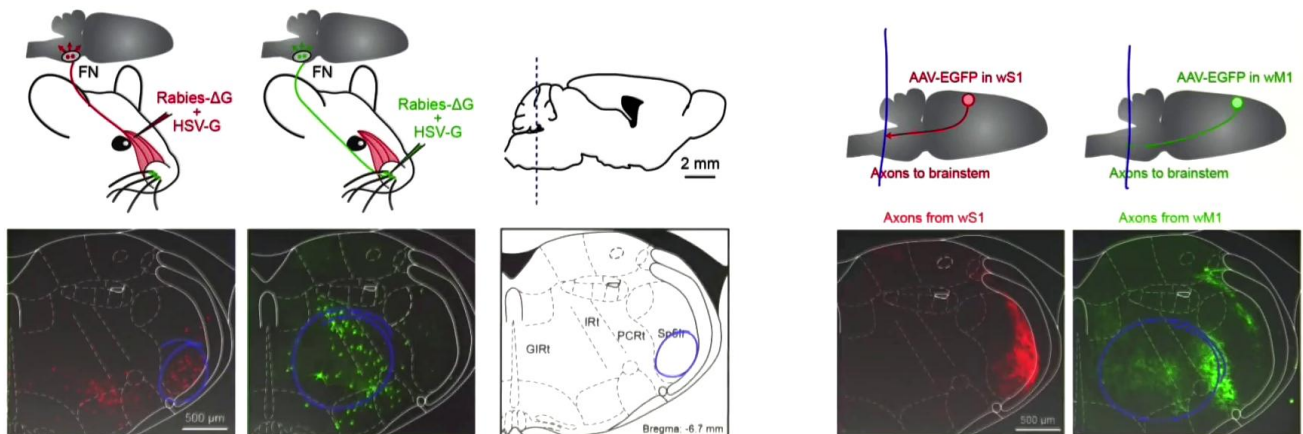 FN
Rabies-ΔG
+
HSV-G
FN
Rabies-ΔG
+
HSV-G
2 mm
AAV-EGFP in wS1
Axons to brainstem
AAV-EGFP in wM1
Axons to brainstem
Axons from wS1
Axons from wM1
500 µm
GIRt
IRt
PCRt
Sp5Ir
Bregma: -6.7 mm
500 µm